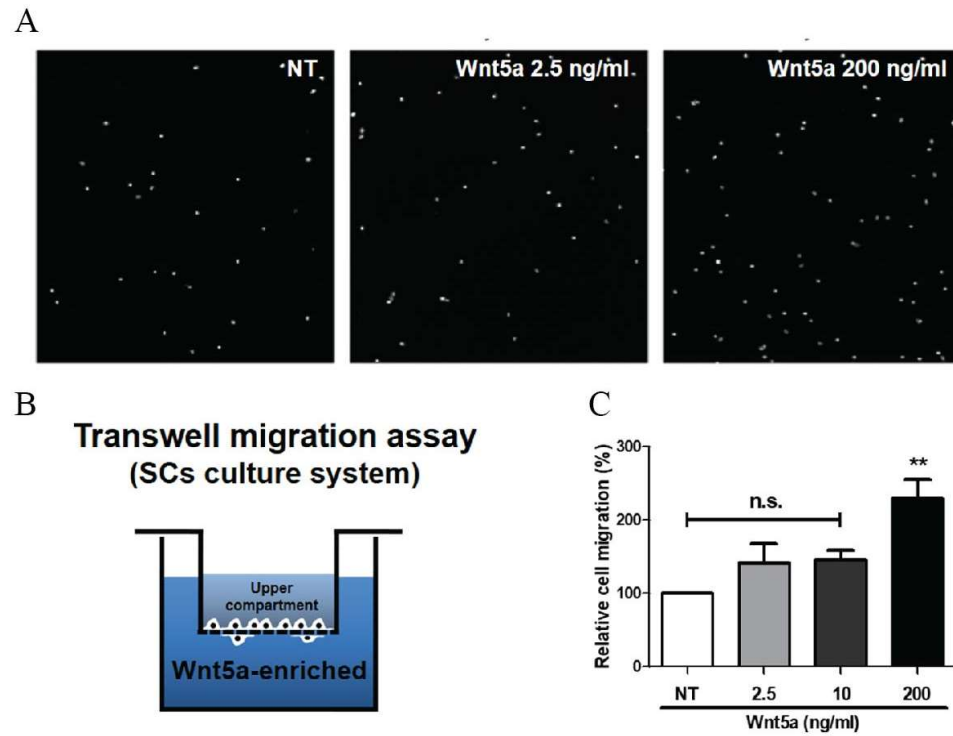 A
NT
Wnt5a 2.5 ng/ml
Wnt5a 200 ng/ml
B
Transwell migration assay
(SCs culture system)
Upper
compartment
Wnt5a-enriched
C
Relative cell migration (%)
300
200
100
0
n.s.
**
NT
2.5
10
200
Wnt5a (ng/ml)